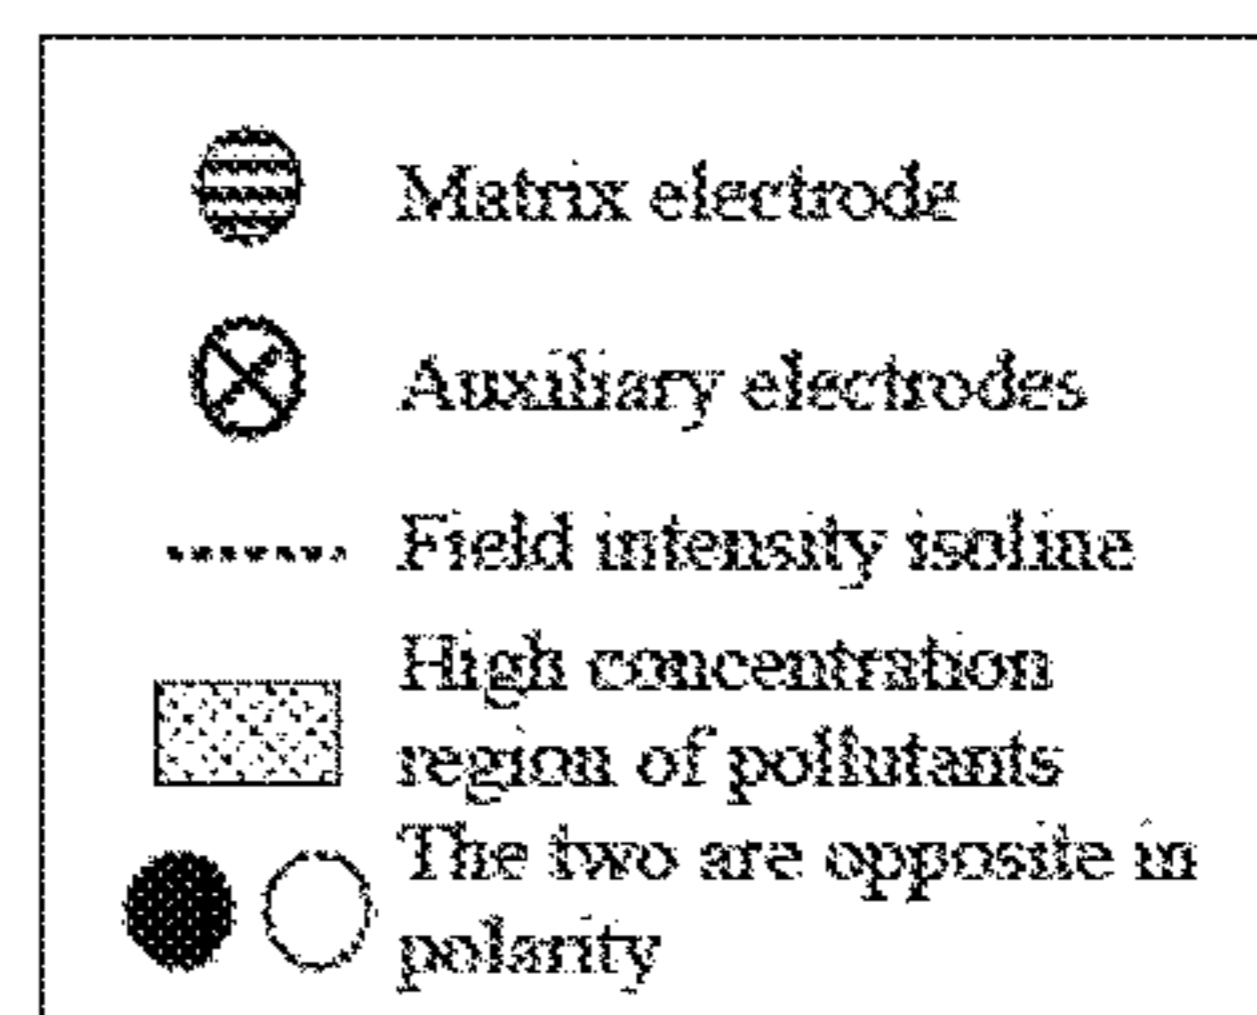 Matrix electrode
Auxiliary electrodes
Field intensity isoline
High concentration
region of pollutants
The two are opposite in
polarity